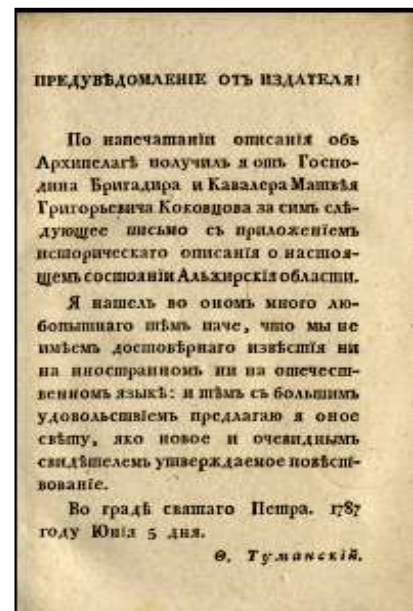 ПРЕДУВѢДОМЛЕНІЕ ОТЪ ИЗДАТЕЛЯ!
По напечатаніи описанія объ
Архипелагѣ получилъ я отъ Госпо-
дина Бригадира и Кавалера Матвѣя
Григорьевича Коковцова за симъ слѣ-
дующее письмо съ приложеніемъ
историческаго описанія о настоя-
щемъ состояніи Альжирскія области.
Я нашелъ во ономъ много лю-
бопытнаго тѣмъ паче, что мы не
имѣемъ достовѣрнаго извѣстія ни
на иностранномъ ни на отечест-
венномъ языкѣ: и тѣмъ съ большимъ
удовольствіемъ предлагаю я оное
свѣту, яко новое и очевиднымъ
свидѣтелемъ утверждаемое повѣст-
вованіе.
Во градѣ святаго Петра. 1787
году Юнія 5 дня.
Ѳ. Туманскій.